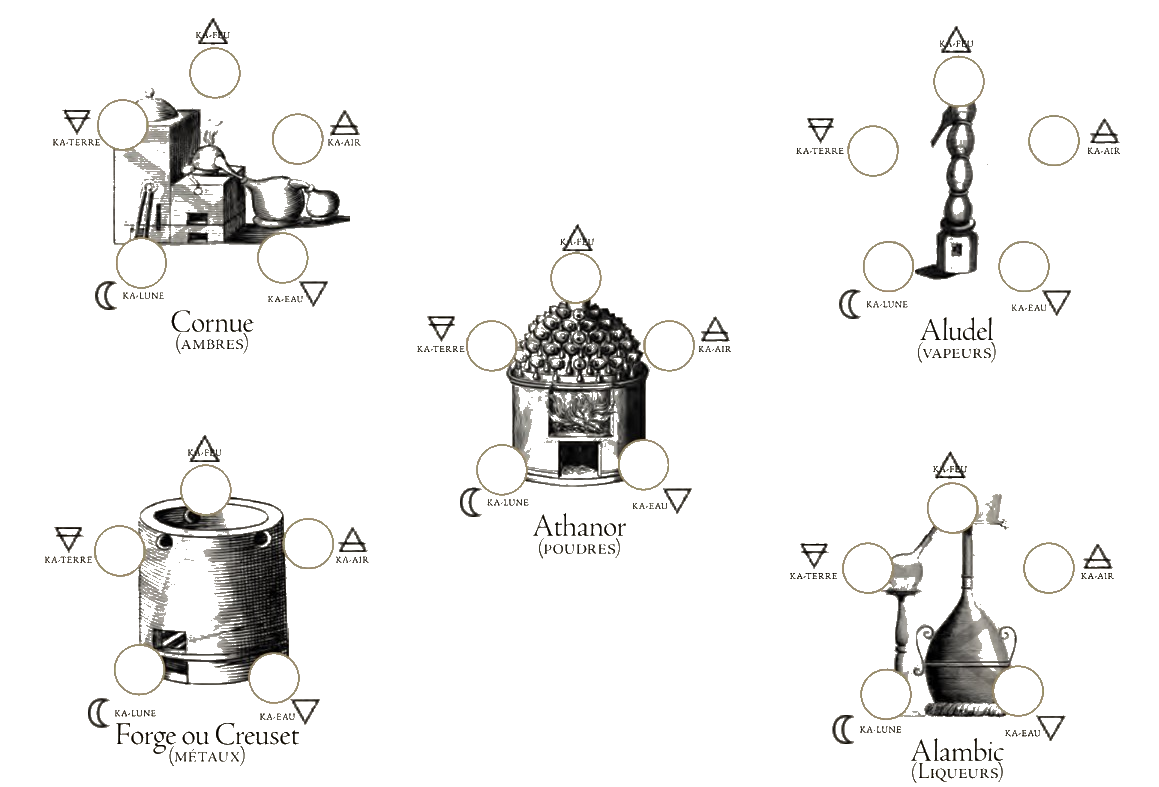 KA-FEU
KA-TERRE
KA-AIR
KA-LUNE
KA-EAU
Cornue
(AMBRES)
KA-FEU
KA-TERRE
KA-AIR
KA-LUNE
KA-EAU
Aludel
(VAPEURS)
KA-FEU
KA-TERRE
KA-AIR
KA-LUNE
KA-EAU
Athanor
(POUDRES)
KA-FEU
KA-TERRE
KA-AIR
KA-LUNE
KA-EAU
Forge ou Creuset
(MÉTAUX)
KA-FEU
KA-TERRE
KA-AIR
KA-LUNE
KA-EAU
Alambic
(LIQUEURS)